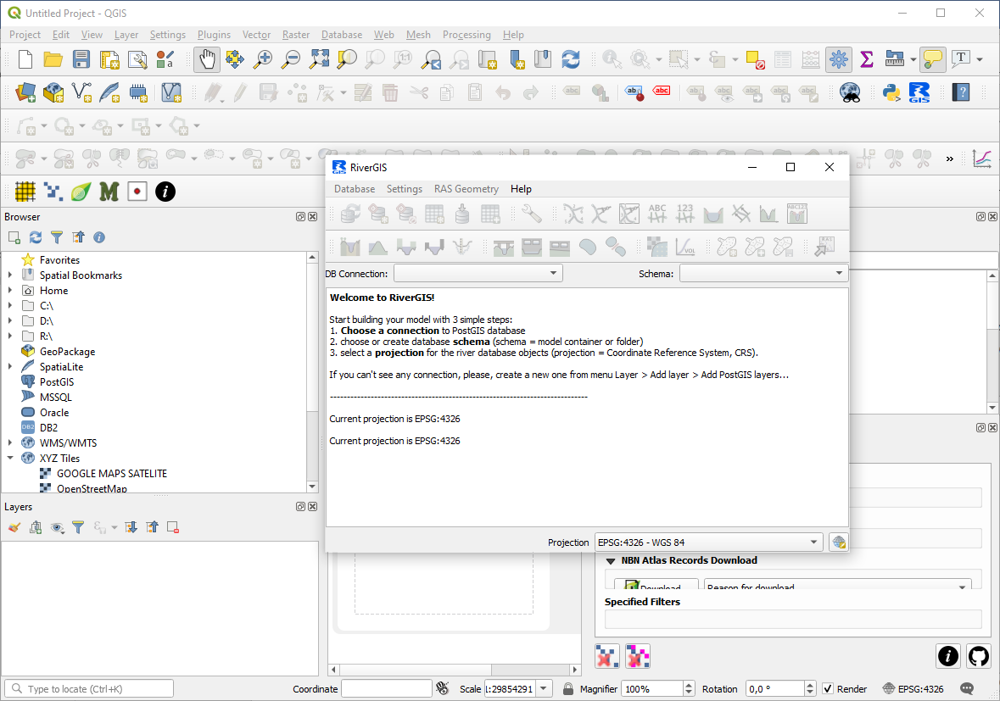 Untitled Project - QGIS
Project Edit View Layer Settings Plugins Vector Raster Database Web Mesh Processing Help
RiverGIS
Database Settings RAS Geometry Help
DB Connection: Schema:
Welcome to RiverGIS!
Start building your model with 3 simple steps:
1. Choose a connection to PostGIS database
2. choose or create database schema (schema = model container or folder)
3. select a projection for the river database objects (projection = Coordinate Reference System, CRS).
If you can't see any connection, please, create a new one from menu Layer > Add layer > Add PostGIS layers...
----------------------------------------------------------------------------
Current projection is EPSG:4326
Current projection is EPSG:4326
Projection EPSG:4326 - WGS 84
Browser
Favorites
Spatial Bookmarks
Home
C:\
D:\
R:\
GeoPackage
SpatiaLite
PostGIS
MSSQL
Oracle
DB2 DB2
WMS/WMTS
XYZ Tiles
GOOGLE MAPS SATELITE
OpenStreetMap
Layers
NBN Atlas Records Download
Download Reason for download
Specified Filters
Type to locate (Ctrl+K) Coordinate Scale 1:29854291 Magnifier 100% Rotation 0,0 ° Render EPSG:4326